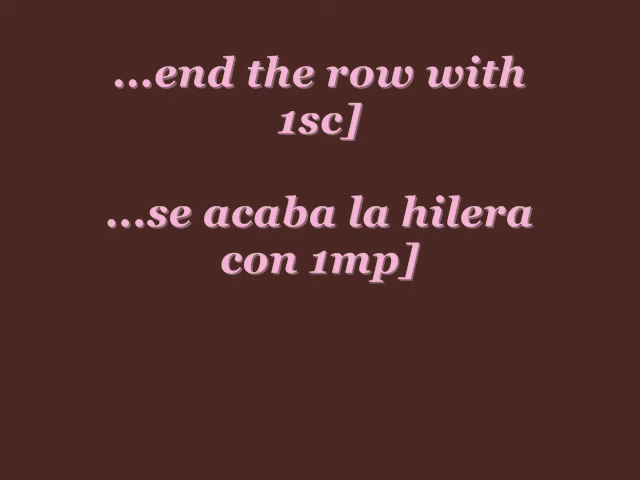 ...end the row with
1sc]
...se acaba la hilera
con 1mp]